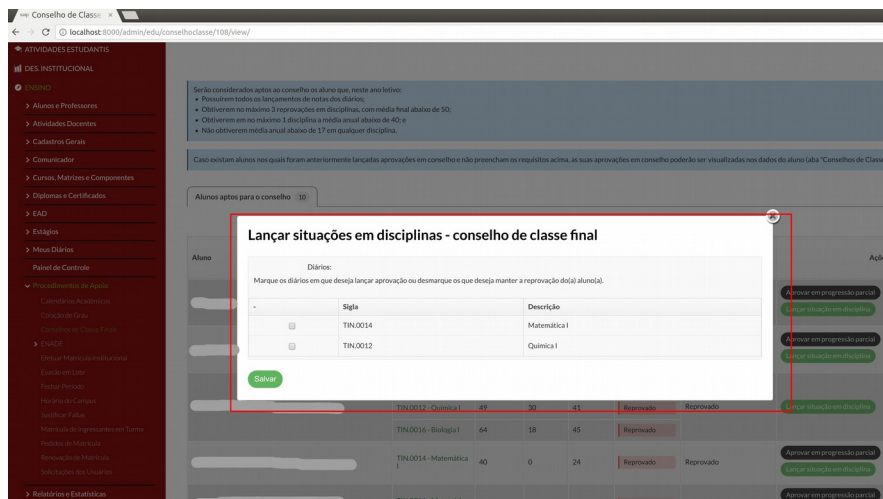 Conselho de Classe
localhost:8000/admin/edu/conselhoclasse/108/view/
ATIVIDADES ESTUDANTIS
DES. INSTITUCIONAL
ENSINO
Alunos e Professores
Atividades Docentes
Cadastros Gerais
Comunicador
Cursos, Matrizes e Componentes
Diplomas e Certificados
EAD
Estágios
Meus Diários
Painel de Controle
Procedimentos de Apoio
Calendários Acadêmicos
Colação de Grau
Conselhos de Classe Finais
ENADE
Efetuar Matrícula Institucional
Evasão em Lote
Fechar Período
Horário do Campus
Justificar Faltas
Matrícula de Ingressantes em Turma
Pedidos de Matrícula
Renovação de Matrícula
Solicitações dos Usuários
Relatórios e Estatísticas
Serão considerados aptos ao conselho os aluno que, neste ano letivo:
• Possuírem todos os lançamentos de notas dos diários;
• Obtiverem no máximo 3 reprovações em disciplinas, com média final abaixo de 50;
• Obtiverem em no máximo 1 disciplina a média anual abaixo de 40; e
• Não obtiverem média anual abaixo de 17 em qualquer disciplina.
Caso existam alunos nos quais foram anteriormente lançadas aprovações em conselho e não preencham os requisitos acima, as suas aprovações em conselho poderão ser visualizadas nos dados do aluno (aba "Conselhos de Classe
Alunos aptos para o conselho 10
Aluno
Açõ
Lançar situações em disciplinas - conselho de classe final
Diários:
Marque os diários em que deseja lançar aprovação ou desmarque os que deseja manter a reprovação do(a) aluno(a).
- Sigla Descrição
TIN.0014 Matemática I
TIN.0012 Química I
Salvar
Aprovar em progressão parcial
Lançar situação em disciplina
Aprovar em progressão parcial
Lançar situação em disciplina
TIN.0012 - Química I 49 30 41 Reprovado Reprovado Lançar situação em disciplina
TIN.0016 - Biologia I 64 18 45 Reprovado
TIN.0014 - Matemática I 40 0 24 Reprovado Reprovado
Aprovar em progressão parcial
Lançar situação em disciplina
Aprovar em progressão parcial